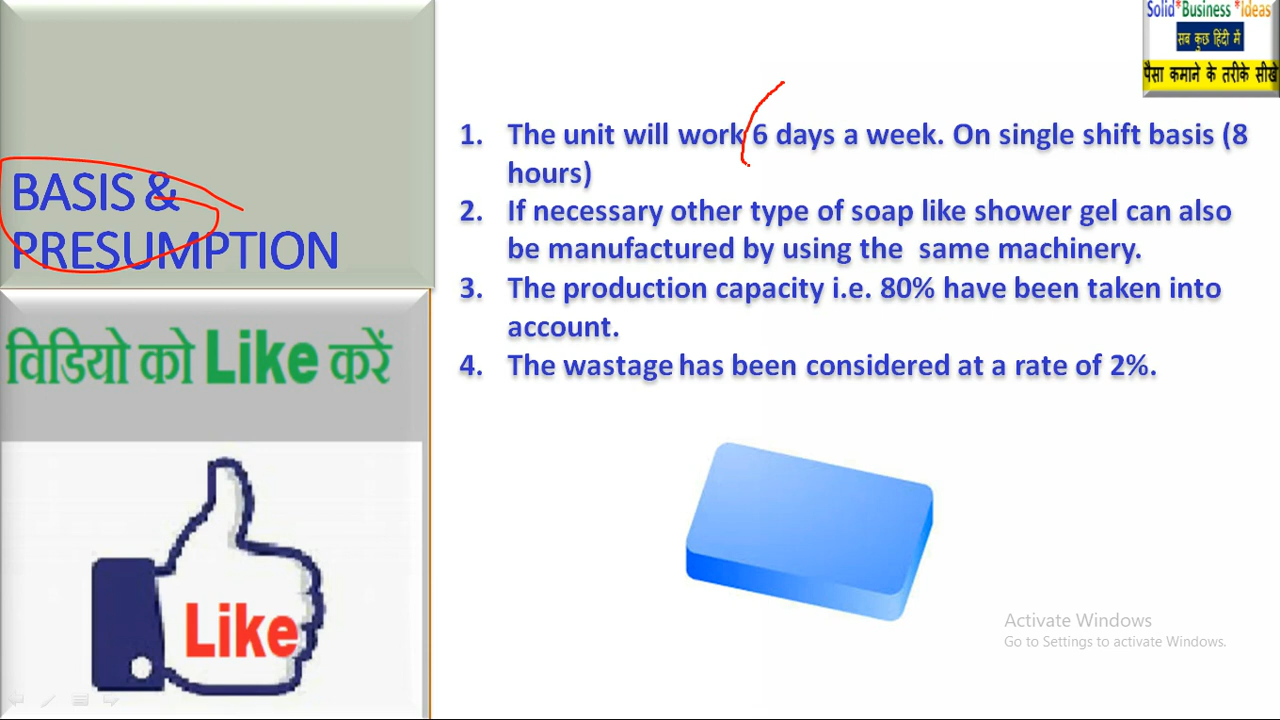 Solid*Business *Ideas
सब कुछ हिंदी में
पैसा कमाने के तरीके सीखे
BASIS &
PRESUMPTION
1. The unit will work 6 days a week. On single shift basis (8
hours)
2. If necessary other type of soap like shower gel can also
be manufactured by using the same machinery.
3. The production capacity i.e. 80% have been taken into
account.
4. The wastage has been considered at a rate of 2%.
विडियो को Like करें
Like
Activate Windows
Go to Settings to activate Windows.